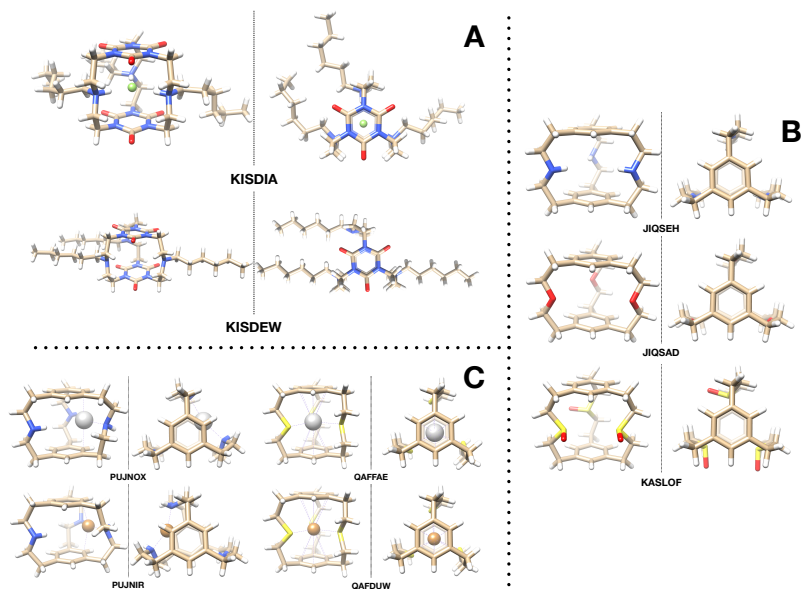 A
KISDIA
KISDEW
B
JIQSEH
JIQSAD
KASLOF
C
PUJNOX
QAFFAE
PUJNIR
QAFDUW